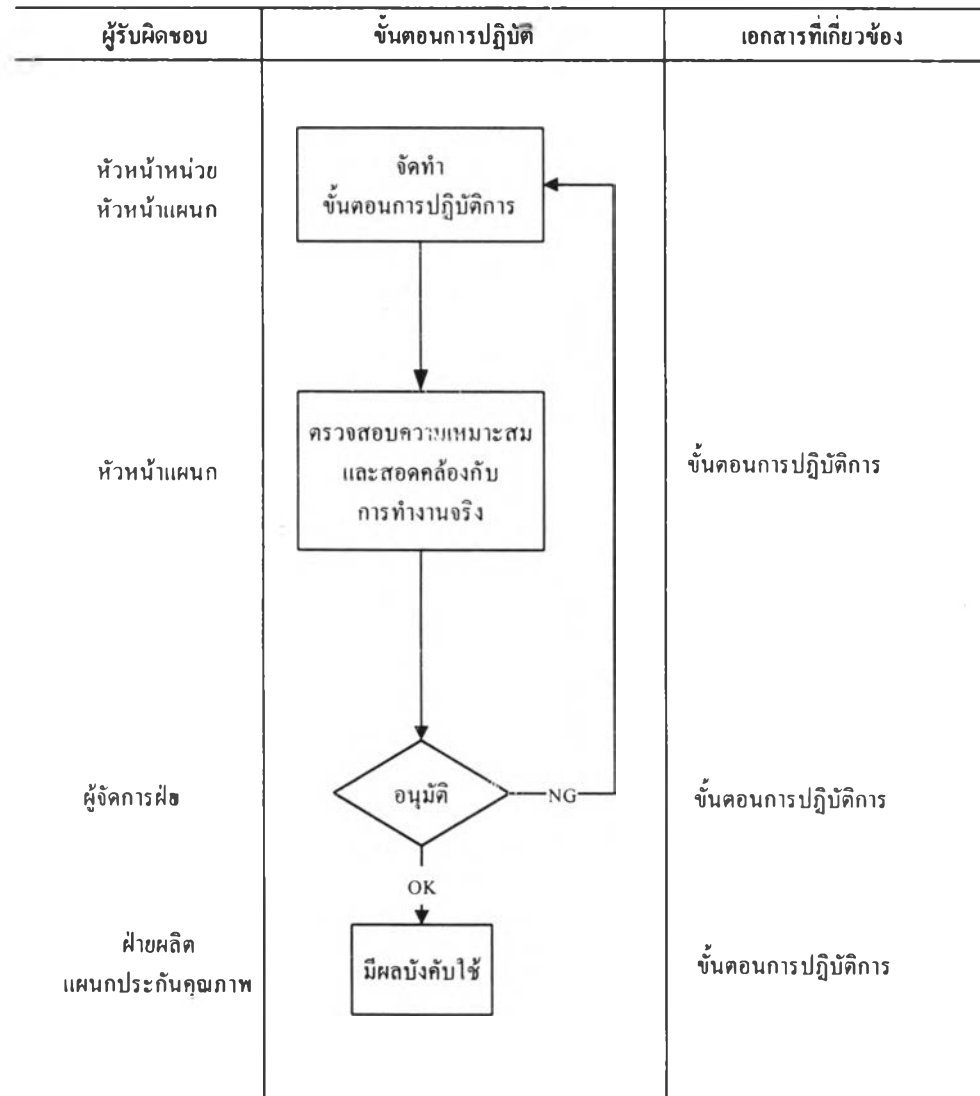 ผู้รับผิดชอบ
ขั้นตอนการปฏิบัติ
เอกสารที่เกี่ยวข้อง
หัวหน้าหน่วย
หัวหน้าแผนก
จัดทำ
ขั้นตอนการปฏิบัติการ
หัวหน้าแผนก
ตรวจสอบความเหมาะสม
และสอดคล้องกับ
การทำงานจริง
ขั้นตอนการปฏิบัติการ
ผู้จัดการฝ่าย
อนุมัติ
NG
ขั้นตอนการปฏิบัติการ
OK
ฝ่ายผลิต
แผนกประกันคุณภาพ
มีผลบังคับใช้
ขั้นตอนการปฏิบัติการ